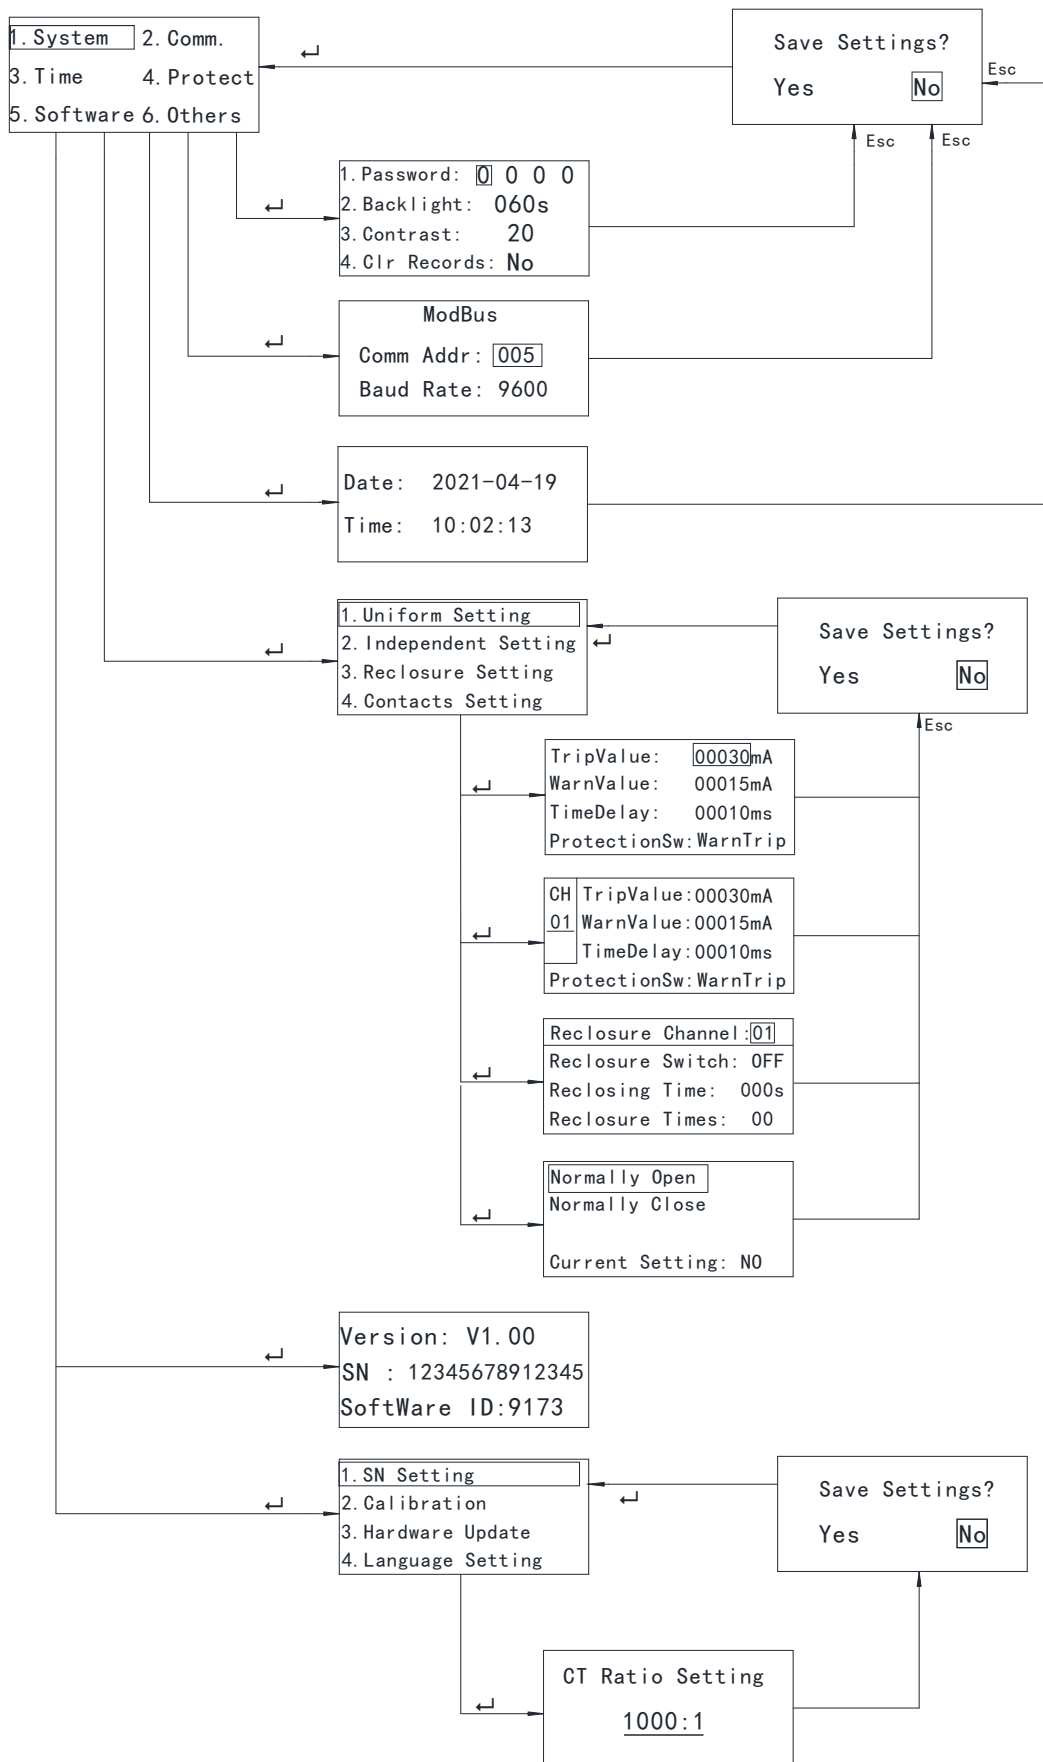 1.System 2.Comm.
3.Time 4.Protect
5.Software 6.Others
Save Settings?
Yes No
Esc
Esc
Esc
1.Password: 0 0 0 0
2.Backlight: 060s
3.Contrast: 20
4.Clr Records: No
ModBus
Comm Addr: 005
Baud Rate: 9600
Date: 2021-04-19
Time: 10:02:13
1.Uniform Setting
2.Independent Setting
3.Reclosure Setting
4.Contacts Setting
Save Settings?
Yes No
Esc
TripValue: 00030mA
WarnValue: 00015mA
TimeDelay: 00010ms
ProtectionSw:WarnTrip
CH TripValue:00030mA
01 WarnValue:00015mA
TimeDelay:00010ms
ProtectionSw:WarnTrip
Reclosure Channel:01
Reclosure Switch: OFF
Reclosing Time: 000s
Reclosure Times: 00
Normally Open
Normally Close
Current Setting: NO
Version: V1.00
SN : 12345678912345
SoftWare ID:9173
1.SN Setting
2.Calibration
3.Hardware Update
4.Language Setting
Save Settings?
Yes No
CT Ratio Setting
1000:1